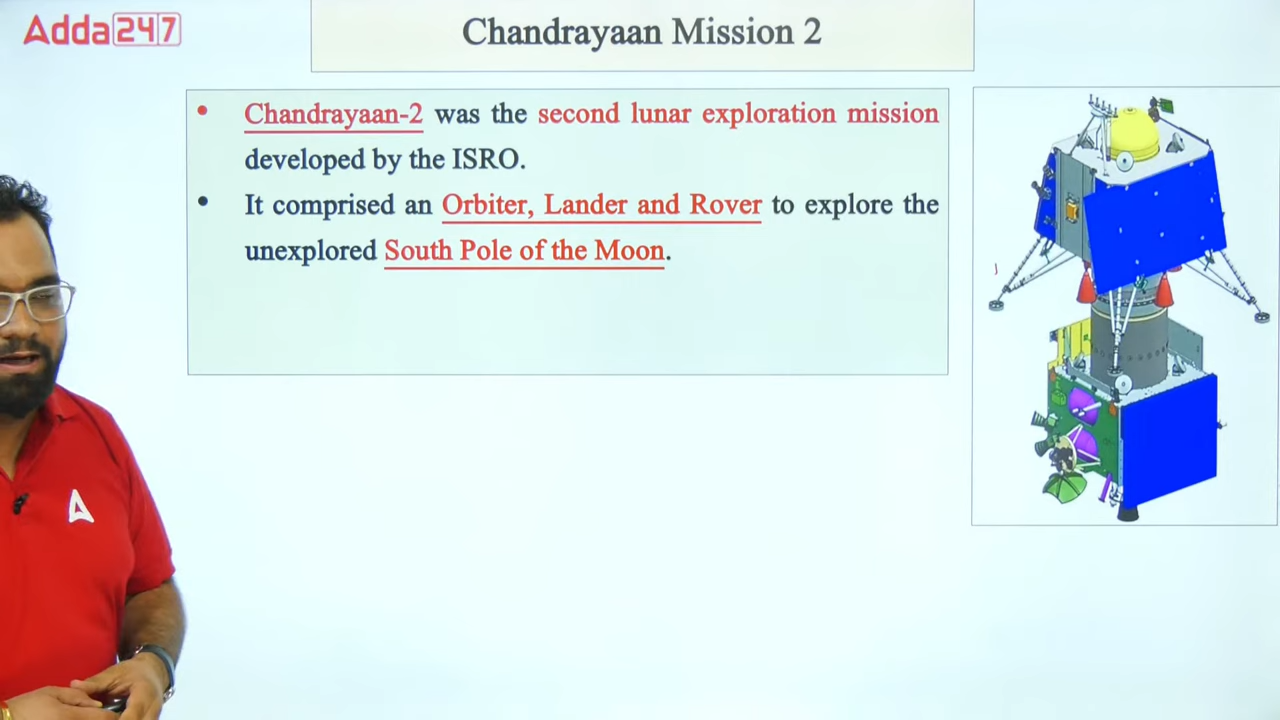 Adda247
Chandrayaan Mission 2
• Chandrayaan-2 was the second lunar exploration mission
developed by the ISRO.
• It comprised an Orbiter, Lander and Rover to explore the
unexplored South Pole of the Moon.